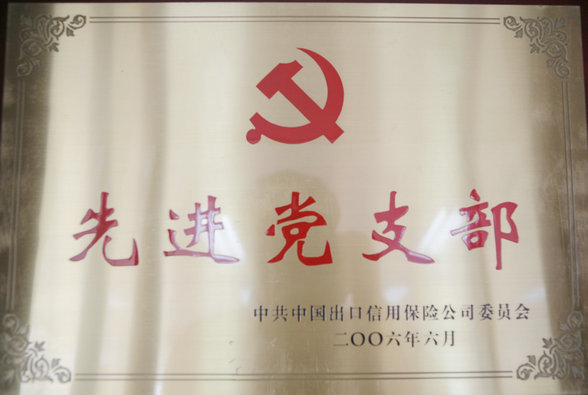 先进党支部
中共中国出口信用保险公司委员会
二〇〇六年六月